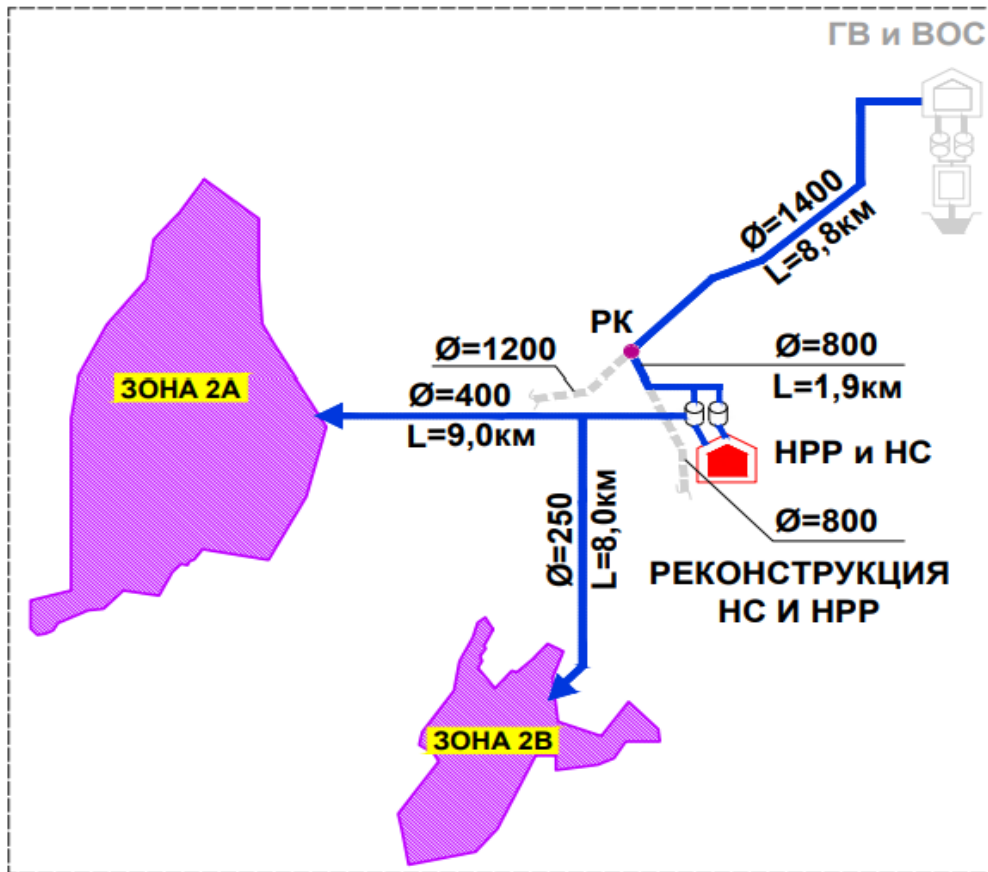 ГВ и ВОС
Ø=1400
L=8,8км
РК
Ø=1200
Ø=800
L=1,9км
ЗОНА 2А
Ø=400
L=9,0км
НРР и НС
Ø=250
L=8,0км
Ø=800
РЕКОНСТРУКЦИЯ
НС И НРР
ЗОНА 2В